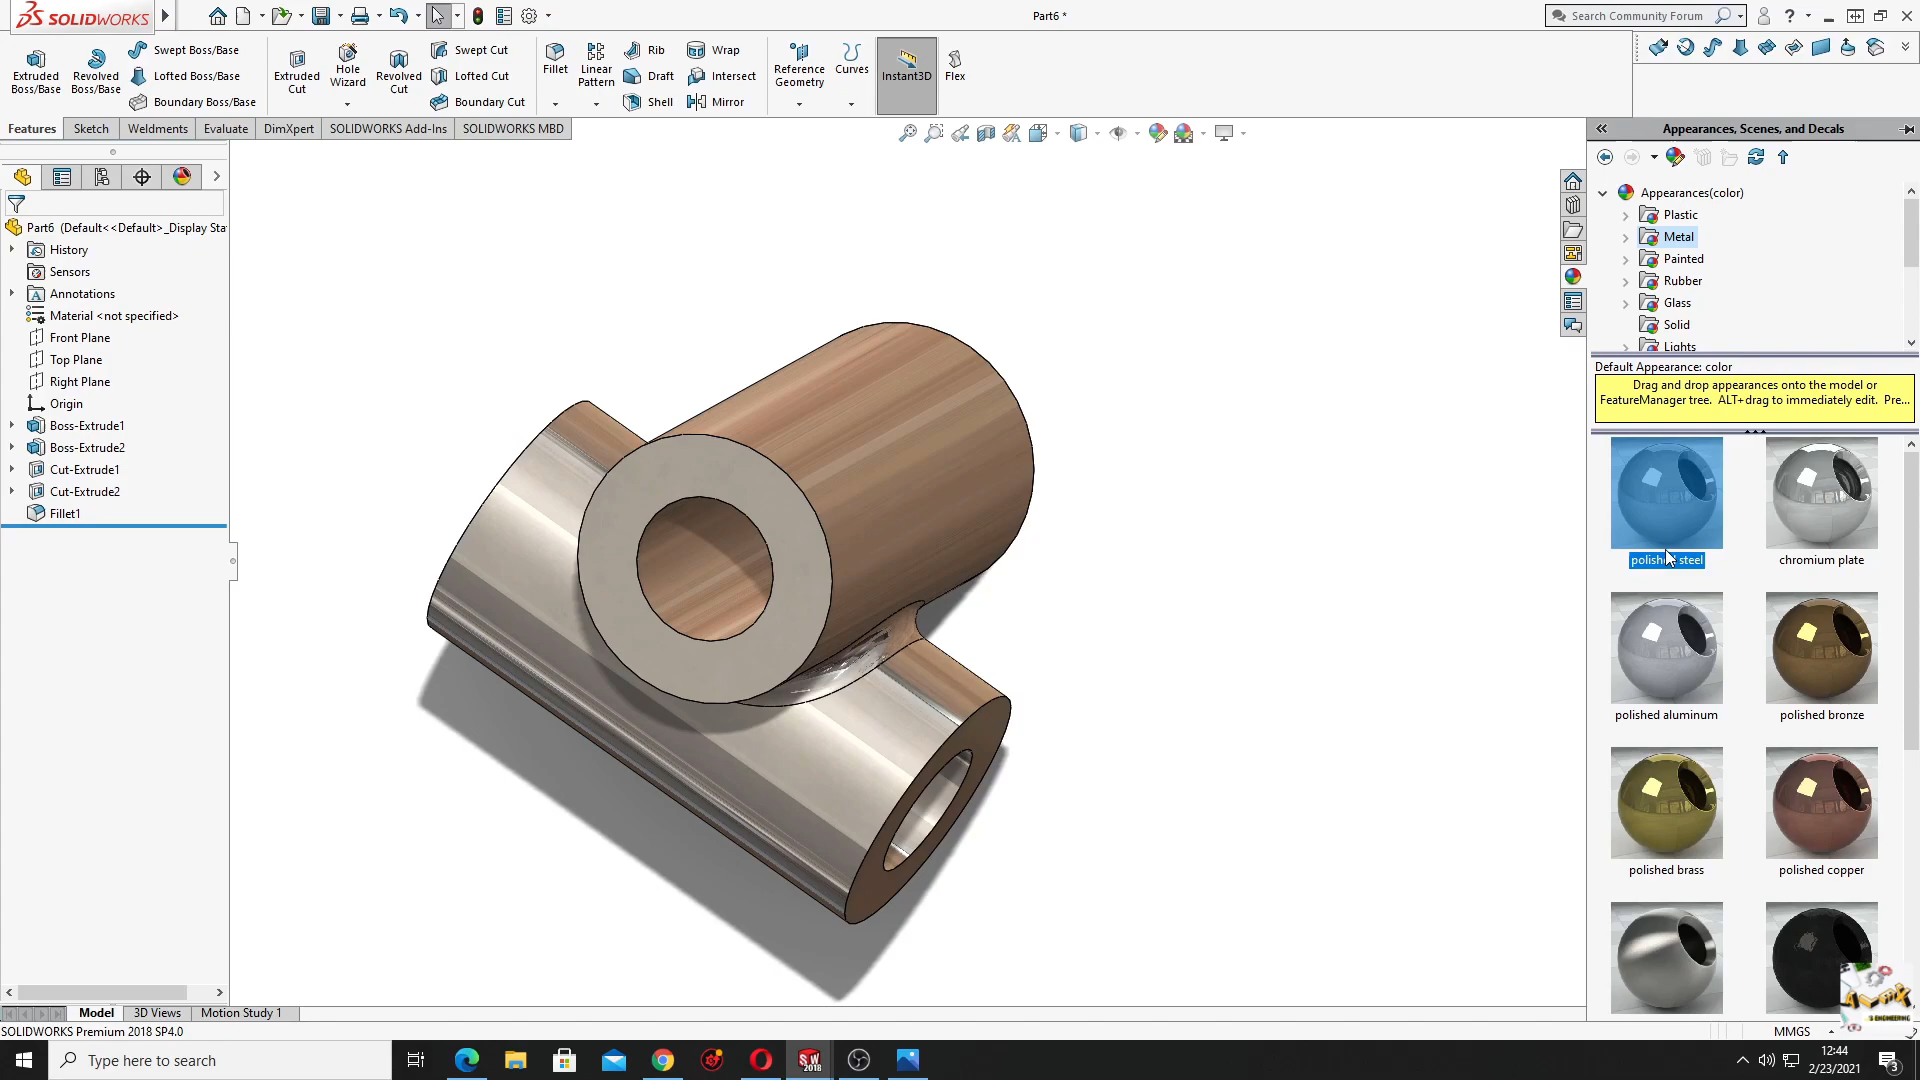 SOLIDWORKS
Part6 *
Search Community Forum
Extruded Boss/Base
Revolved Boss/Base
Swept Boss/Base
Lofted Boss/Base
Boundary Boss/Base
Extruded Cut
Hole Wizard
Revolved Cut
Swept Cut
Lofted Cut
Boundary Cut
Fillet
Linear Pattern
Rib
Draft
Shell
Wrap
Intersect
Mirror
Reference Geometry
Curves
Instant3D
Flex
Features
Sketch
Weldments
Evaluate
DimXpert
SOLIDWORKS Add-Ins
SOLIDWORKS MBD
Part6 (Default<<Default>_Display Sta
History
Sensors
Annotations
Material <not specified>
Front Plane
Top Plane
Right Plane
Origin
Boss-Extrude1
Boss-Extrude2
Cut-Extrude1
Cut-Extrude2
Fillet1
Appearances, Scenes, and Decals
Appearances(color)
Plastic
Metal
Painted
Rubber
Glass
Solid
Lights
Default Appearance: color
Drag and drop appearances onto the model or
FeatureManager tree. ALT+drag to immediately edit. Pre...
polished steel
chromium plate
polished aluminum
polished bronze
polished brass
polished copper
Model
3D Views
Motion Study 1
SOLIDWORKS Premium 2018 SP4.0
MMGS
Type here to search
SW
2018
12:44
2/23/2021
3